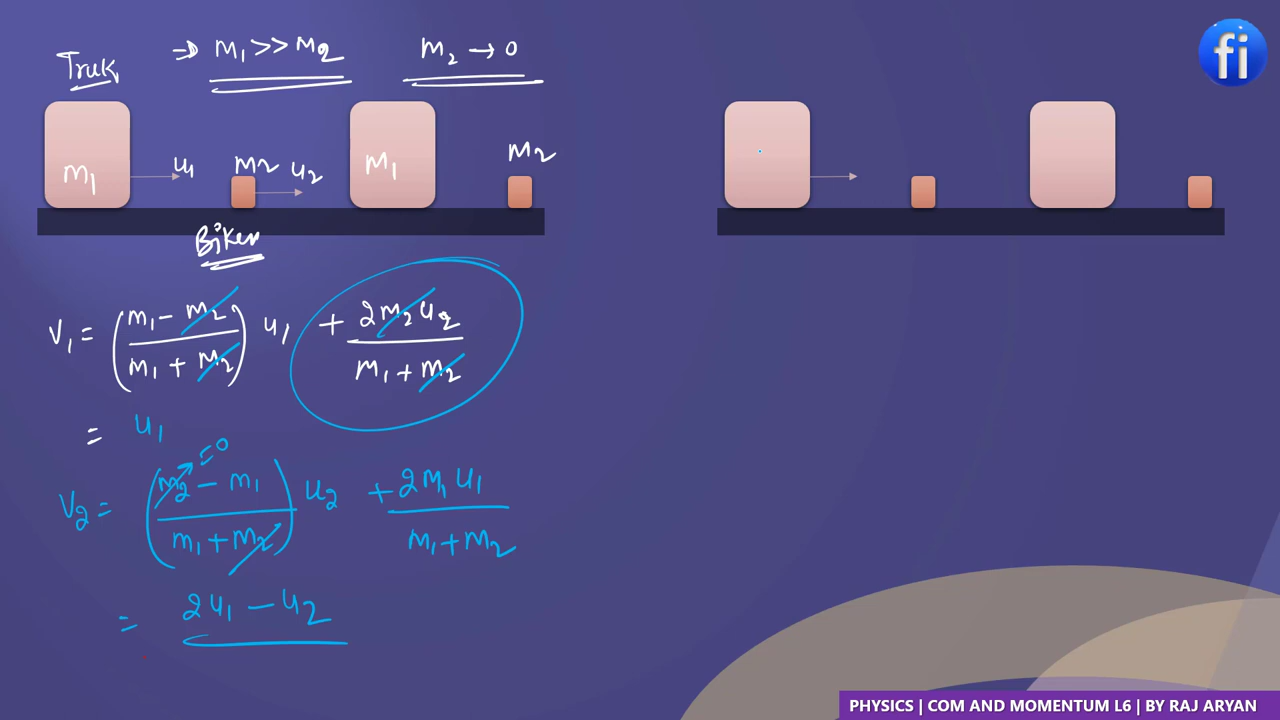 Truk ⇒ m₁ >> m₂ m₂ → 0
fi
m₁ u₁ m₂ u₂ m₁ m₂
Biker
V₁ = (m₁ - m₂ / m₁ + m₂) u₁ + 2m₂u₂ / m₁ + m₂
= u₁
= 0
V₂ = (m₂ - m₁ / m₁ + m₂) u₂ + 2m₁u₁ / m₁ + m₂
= 2u₁ - u₂
PHYSICS | COM AND MOMENTUM L6 | BY RAJ ARYAN